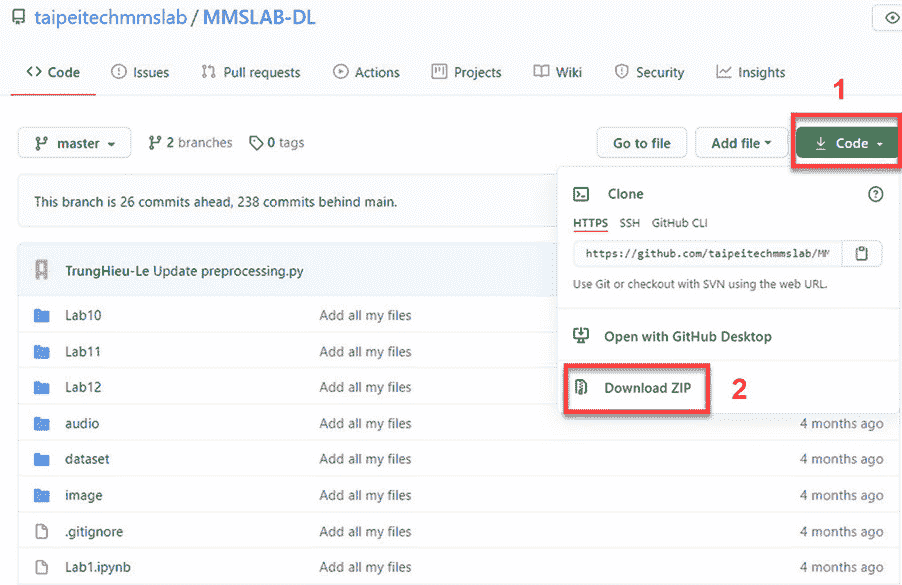 taipeitechmmslab / MMSLAB-DL
Code Issues Pull requests Actions Projects Wiki Security Insights
1
master 2 branches 0 tags Go to file Add file Code
This branch is 26 commits ahead, 238 commits behind main.
Clone
HTTPS SSH GitHub CLI
https://github.com/taipeitechmmslab/MM
Use Git or checkout with SVN using the web URL.
Open with GitHub Desktop
Download ZIP 2
TrungHieu-Le Update preprocessing.py
Lab10 Add all my files
Lab11 Add all my files
Lab12 Add all my files
audio Add all my files 4 months ago
dataset Add all my files 4 months ago
image Add all my files 4 months ago
.gitignore Add all my files 4 months ago
Lab1.ipynb Add all my files 4 months ago